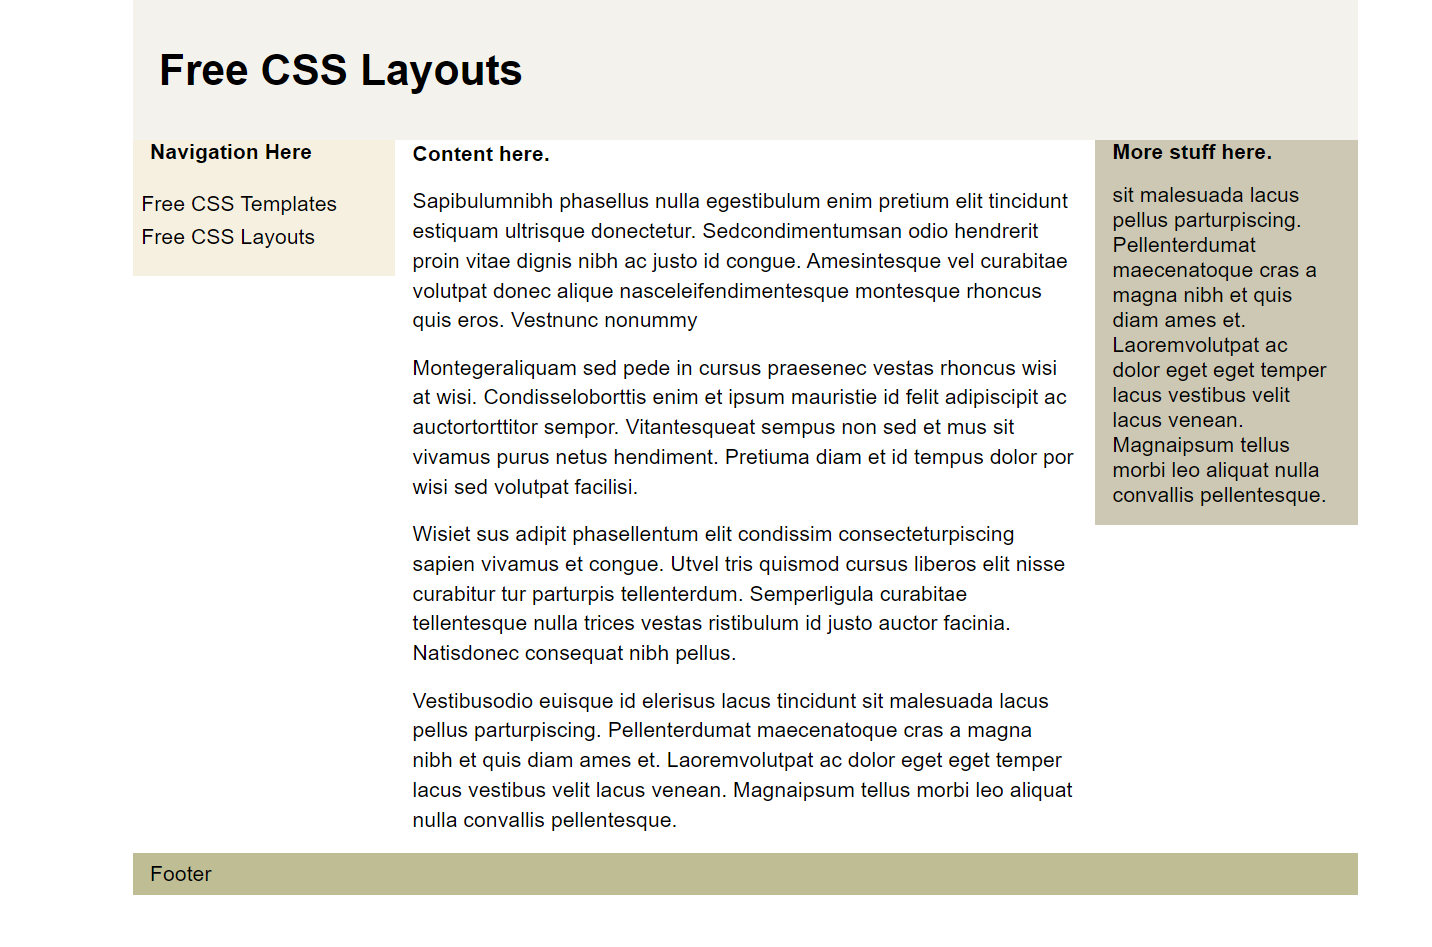 Free CSS Layouts
Navigation Here
Free CSS Templates
Free CSS Layouts
Content here.
Sapibulumnibh phasellus nulla egestibulum enim pretium elit tincidunt
estiquam ultrisque donectetur. Sedcondimentumsan odio hendrerit
proin vitae dignis nibh ac justo id congue. Amesintesque vel curabitae
volutpat donec alique nasceleifendimentesque montesque rhoncus
quis eros. Vestnunc nonummy
Montegeraliquam sed pede in cursus praesenec vestas rhoncus wisi
at wisi. Condisseloborttis enim et ipsum mauristie id felit adipiscipit ac
auctortorttitor sempor. Vitantesqueat sempus non sed et mus sit
vivamus purus netus hendiment. Pretiuma diam et id tempus dolor por
wisi sed volutpat facilisi.
Wisiet sus adipit phasellentum elit condissim consecteturpiscing
sapien vivamus et congue. Utvel tris quismod cursus liberos elit nisse
curabitur tur parturpis tellenterdum. Semperligula curabitae
tellentesque nulla trices vestas ristibulum id justo auctor facinia.
Natisdonec consequat nibh pellus.
Vestibusodio euisque id elerisus lacus tincidunt sit malesuada lacus
pellus parturpiscing. Pellenterdumat maecenatoque cras a magna
nibh et quis diam ames et. Laoremvolutpat ac dolor eget eget temper
lacus vestibus velit lacus venean. Magnaipsum tellus morbi leo aliquat
nulla convallis pellentesque.
More stuff here.
sit malesuada lacus
pellus parturpiscing.
Pellenterdumat
maecenatoque cras a
magna nibh et quis
diam ames et.
Laoremvolutpat ac
dolor eget eget temper
lacus vestibus velit
lacus venean.
Magnaipsum tellus
morbi leo aliquat nulla
convallis pellentesque.
Footer